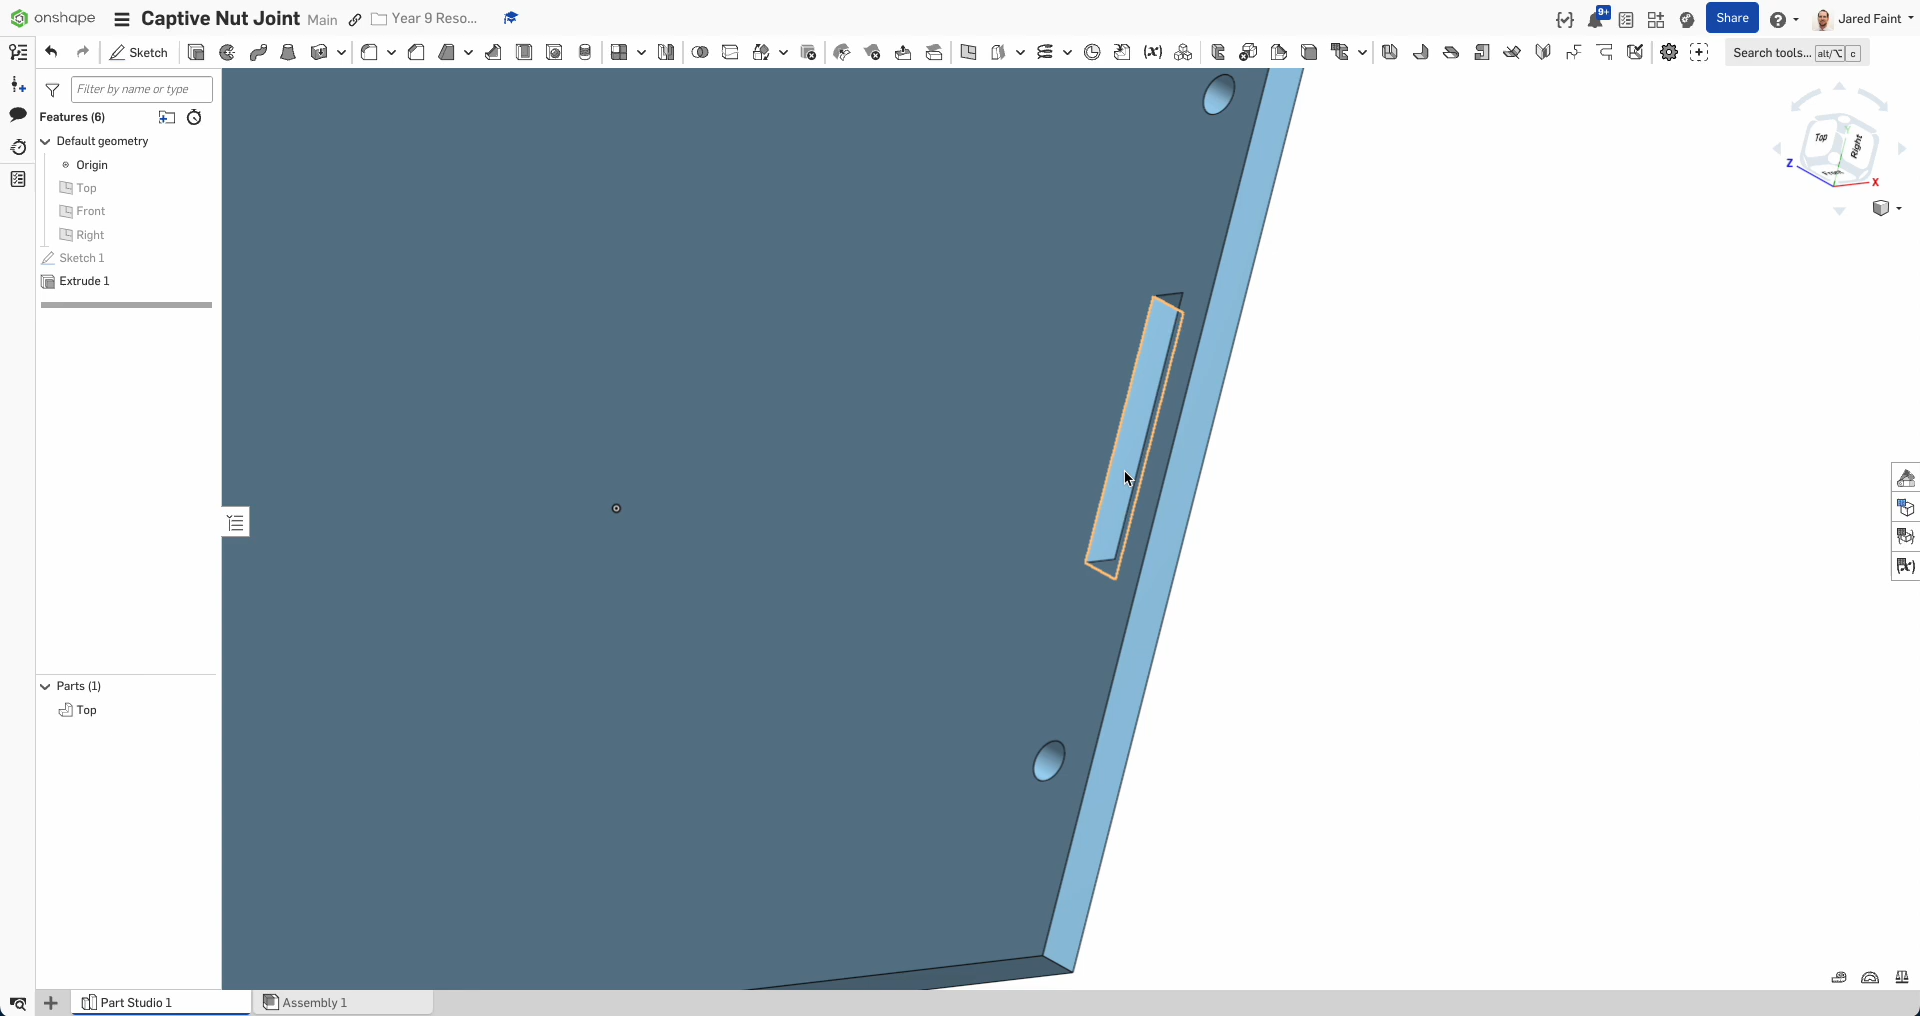 onshape
Captive Nut Joint Main Year 9 Reso...
9+
Share
Jared Faint
Sketch
Search tools... alt/⌥ c
Filter by name or type
Features (6)
Default geometry
Origin
Top
Front
Right
Sketch 1
Extrude 1
Parts (1)
Top
Top
Right
Front
Z
X
(x)
(x)
Part Studio 1
Assembly 1